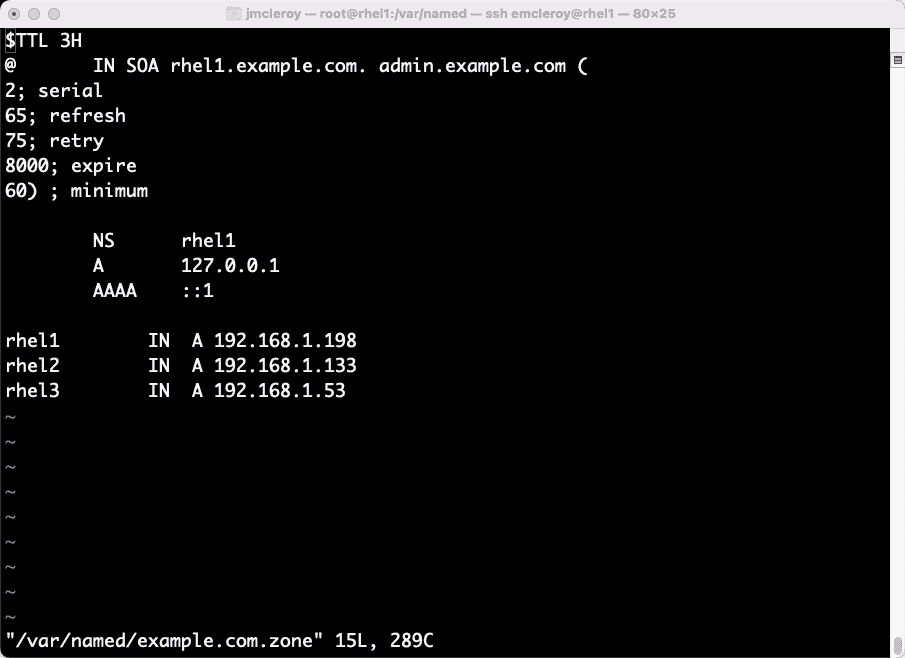 jmcleroy — root@rhel1:/var/named — ssh emcleroy@rhel1 — 80×25
$TTL 3H
@       IN SOA rhel1.example.com. admin.example.com (
2; serial
65; refresh
75; retry
8000; expire
60) ; minimum
        NS      rhel1
        A       127.0.0.1
        AAAA    ::1
rhel1        IN  A 192.168.1.198
rhel2        IN  A 192.168.1.133
rhel3        IN  A 192.168.1.53
~
~
~
~
~
~
~
~
~
"/var/named/example.com.zone" 15L, 289C